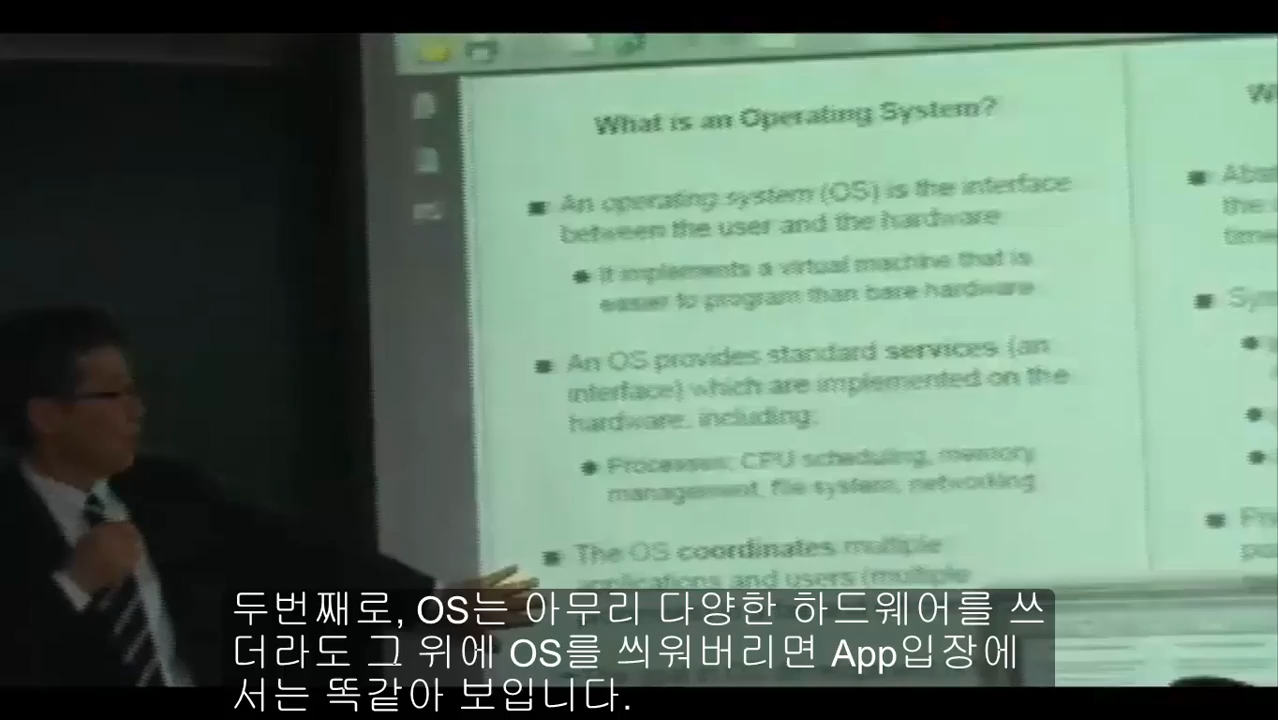 What is an Operating System?
An operating system (OS) is the interface
between the user and the hardware
It implements a virtual machine that is
easier to program than bare hardware
An OS provides standard services (an
interface) which are implemented on the
hardware, including:
Processes, CPU scheduling, memory
management, file system, networking
The OS coordinates multiple
applications and users (multiple
두번째로, OS는 아무리 다양한 하드웨어를 쓰
더라도 그 위에 OS를 씌워버리면 App입장에
서는 똑같아 보입니다.